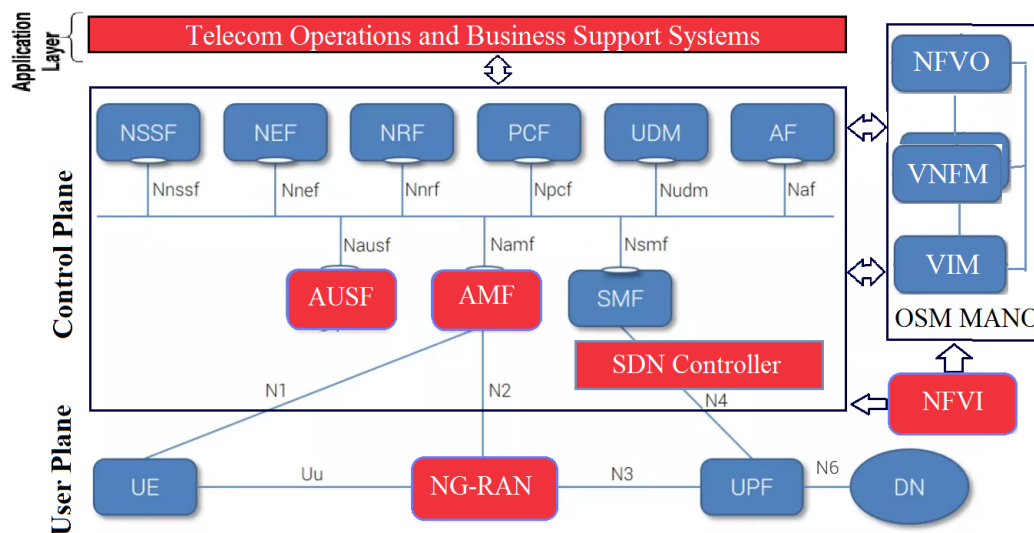 Application
Layer
Telecom Operations and Business Support Systems
NFVO
NSSF
NEF
NRF
PCF
UDM
AF
VNFM
Nnssf
Nnef
Nnrf
Npcf
Nudm
Naf
Control Plane
Nausf
Namf
Nsmf
VIM
AUSF
AMF
SMF
OSM MANO
SDN Controller
N1
N2
N4
NFVI
User Plane
UE
Uu
NG-RAN
N3
UPF
N6
DN